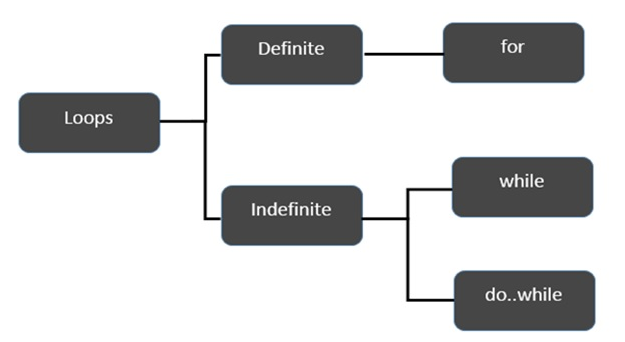 Loops
Definite
for
Indefinite
while
do..while